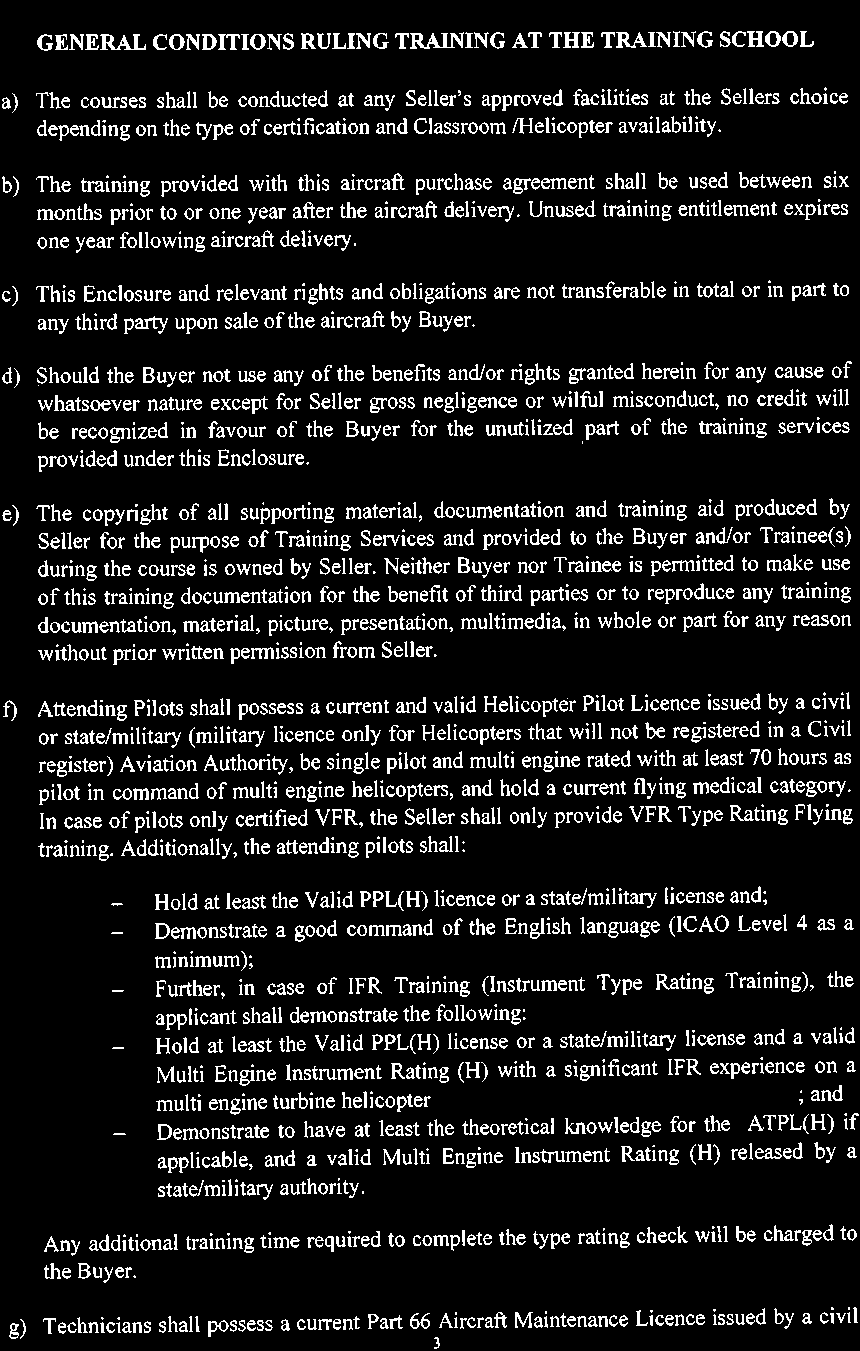 GENERAL CONDITIONS RULING TRAINING AT THE TRAINING SCHOOL
a) The courses shall be conducted at any Seller's approved facilities at the Sellers choice
depending on the type of certification and Classroom /Helicopter availability.
b) The training provided with this aircraft purchase agreement shall be used between six
months prior to or one year after the aircraft delivery. Unused training entitlement expires
one year following aircraft delivery.
c) This Enclosure and relevant rights and obligations are not transferable in total or in part to
any third party upon sale of the aircraft by Buyer.
d) Should the Buyer not use any of the benefits and/or rights granted herein for any cause of
whatsoever nature except for Seller gross negligence or wilful misconduct, no credit will
be recognized in favour of the Buyer for the unutilized part of the training services
provided under this Enclosure.
e) The copyright of all supporting material, documentation and training aid produced by
Seller for the purpose of Training Services and provided to the Buyer and/or Trainee(s)
during the course is owned by Seller. Neither Buyer nor Trainee is permitted to make use
of this training documentation for the benefit of third parties or to reproduce any training
documentation, material, picture, presentation, multimedia, in whole or part for any reason
without prior written permission from Seller.
f) Attending Pilots shall possess a current and valid Helicopter Pilot Licence issued by a civil
or state/military (military licence only for Helicopters that will not be registered in a Civil
register) Aviation Authority, be single pilot and multi engine rated with at least 70 hours as
pilot in command of multi engine helicopters, and hold a current flying medical category.
In case of pilots only certified VFR, the Seller shall only provide VFR Type Rating Flying
training. Additionally, the attending pilots shall:
– Hold at least the Valid PPL(H) licence or a state/military license and;
– Demonstrate a good command of the English language (ICAO Level 4 as a
minimum);
– Further, in case of IFR Training (Instrument Type Rating Training), the
applicant shall demonstrate the following:
– Hold at least the Valid PPL(H) license or a state/military license and a valid
Multi Engine Instrument Rating (H) with a significant IFR experience on a
multi engine turbine helicopter ; and
– Demonstrate to have at least the theoretical knowledge for the ATPL(H) if
applicable, and a valid Multi Engine Instrument Rating (H) released by a
state/military authority.
Any additional training time required to complete the type rating check will be charged to
the Buyer.
g) Technicians shall possess a current Part 66 Aircraft Maintenance Licence issued by a civil
3